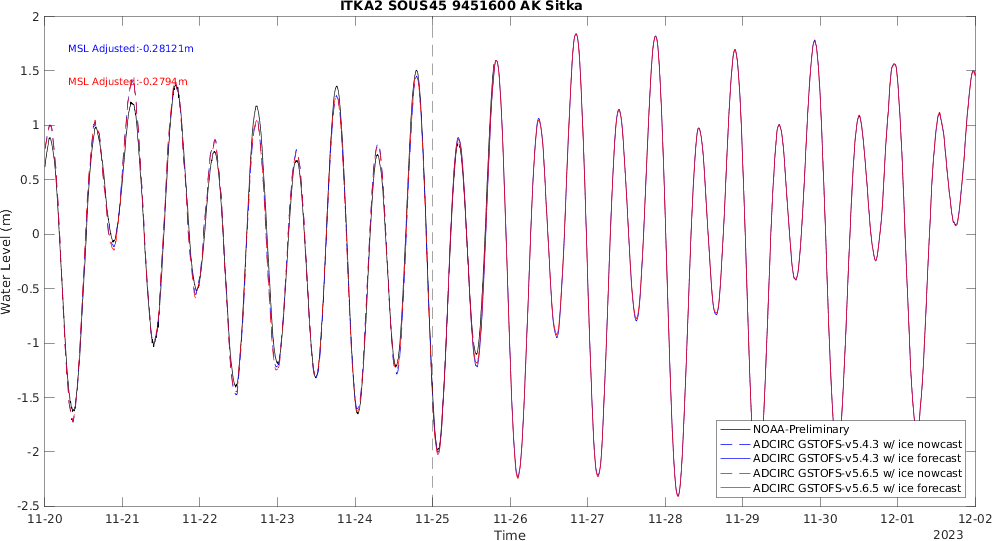 ITKA2 SOUS45 9451600 AK Sitka
2
1.5
1
0.5
0
-0.5
-1
-1.5
-2
-2.5
Water Level (m)
MSL Adjusted:-0.28121m
MSL Adjusted:-0.2794m
NOAA-Preliminary
ADCIRC GSTOFS-v5.4.3 w/ ice nowcast
ADCIRC GSTOFS-v5.4.3 w/ ice forecast
ADCIRC GSTOFS-v5.6.5 w/ ice nowcast
ADCIRC GSTOFS-v5.6.5 w/ ice forecast
11-20 11-21 11-22 11-23 11-24 11-25 11-26 11-27 11-28 11-29 11-30 12-01 12-02
Time
2023